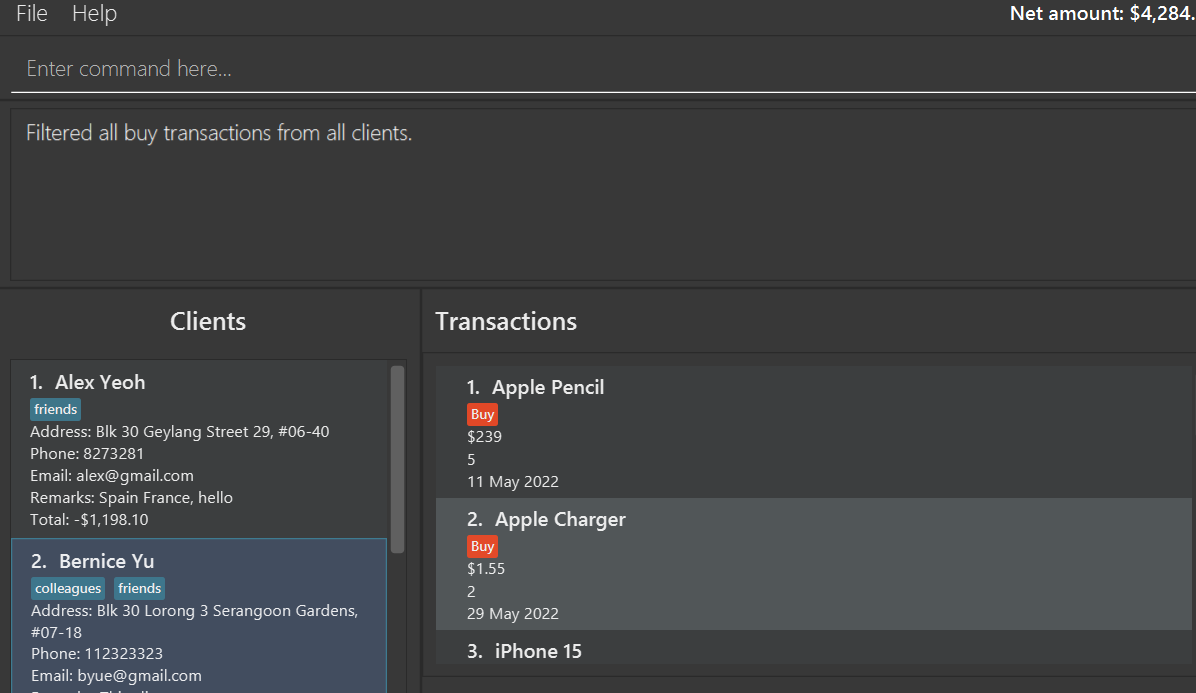 File Help
Net amount: $4,284.
Enter command here...
Filtered all buy transactions from all clients.
Clients
1. Alex Yeoh
friends
Address: Blk 30 Geylang Street 29, #06-40
Phone: 8273281
Email: alex@gmail.com
Remarks: Spain France, hello
Total: -$1,198.10
2. Bernice Yu
colleagues friends
Address: Blk 30 Lorong 3 Serangoon Gardens,
#07-18
Phone: 112323323
Email: byue@gmail.com
Transactions
1. Apple Pencil
Buy
$239
5
11 May 2022
2. Apple Charger
Buy
$1.55
2
29 May 2022
3. iPhone 15